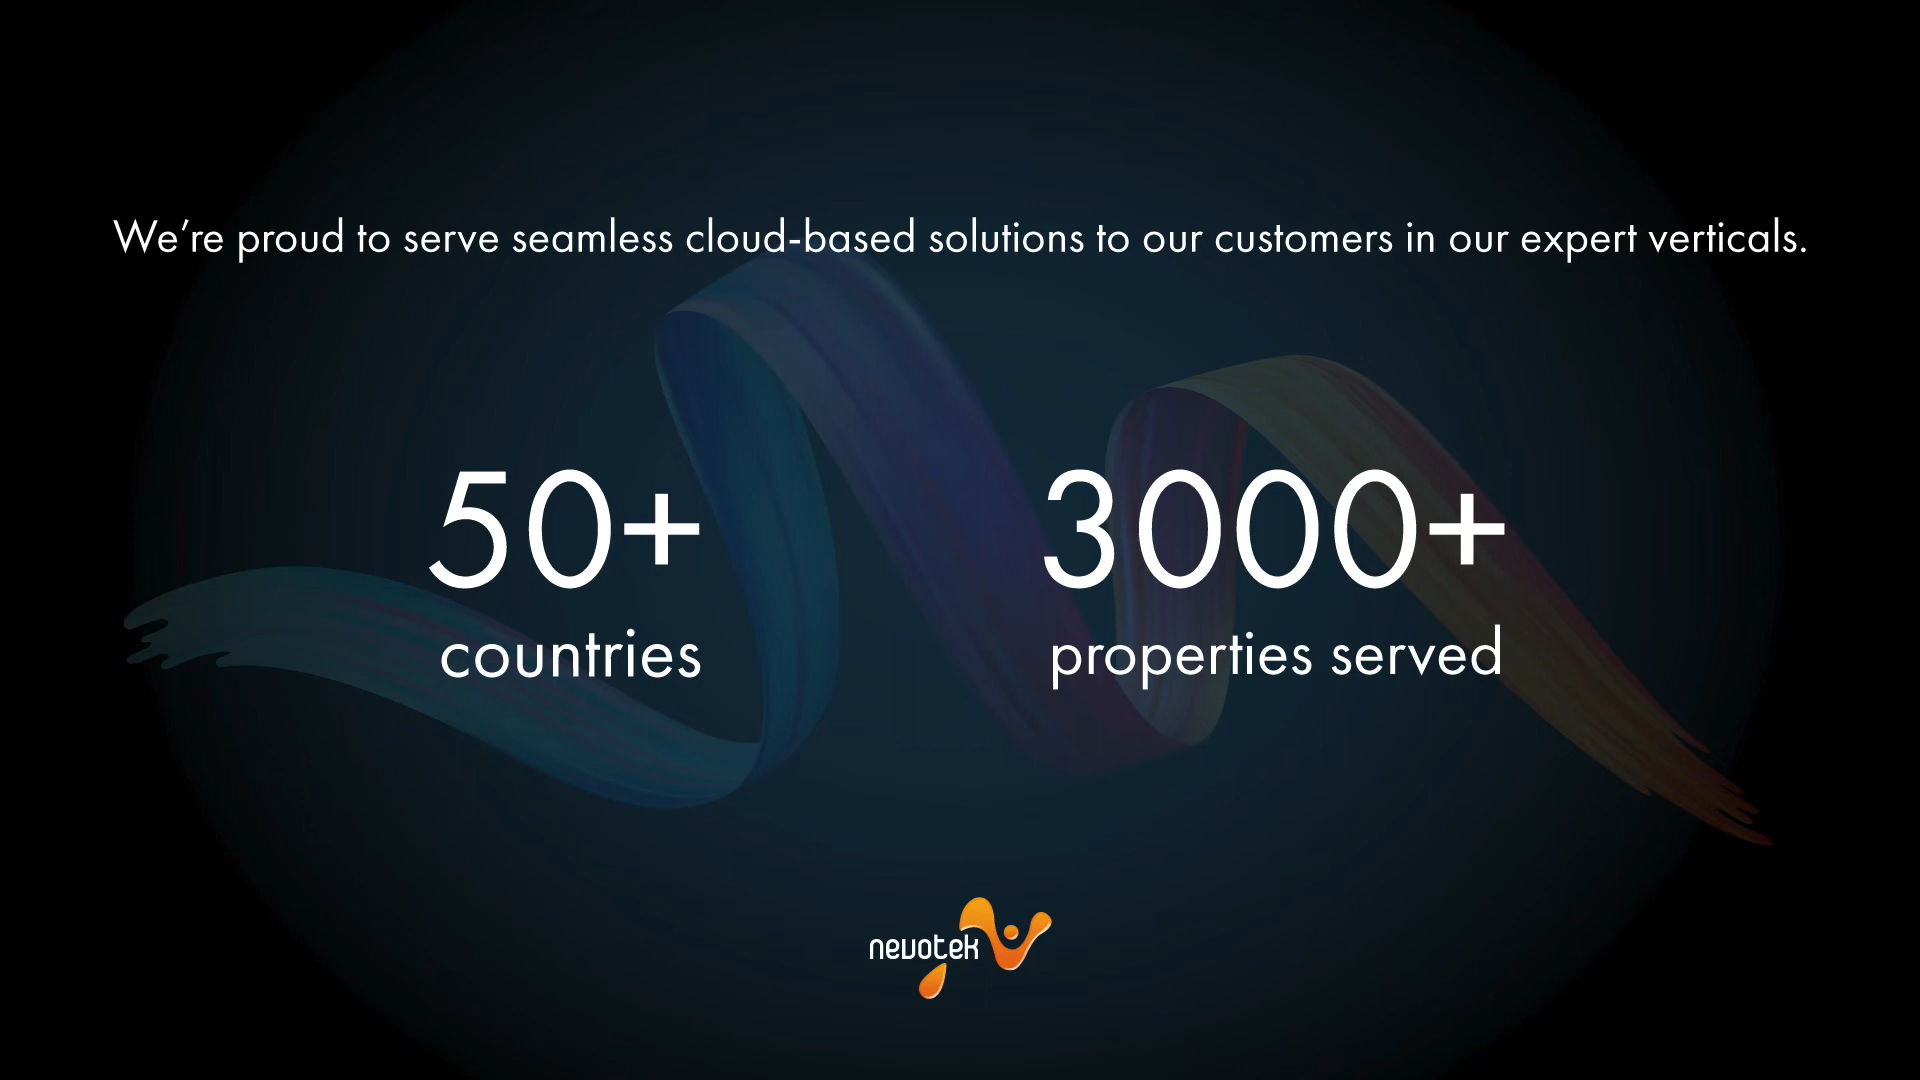 We’re proud to serve seamless cloud-based solutions to our customers in our expert verticals.
50+
countries
3000+
properties served
nevotek